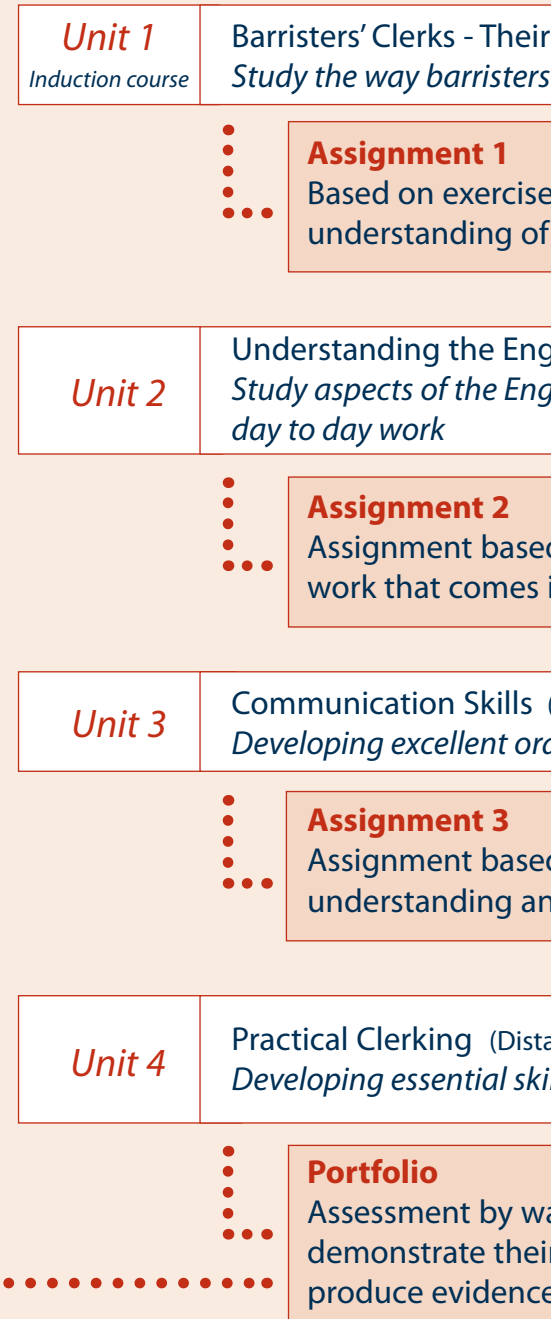 Unit 1
Induction course
Barristers' Clerks - Their
Study the way barristers
Assignment 1
Based on exercise
understanding of
Unit 2
Understanding the Eng
Study aspects of the Eng
day to day work
Assignment 2
Assignment based
work that comes i
Unit 3
Communication Skills (
Developing excellent ora
Assignment 3
Assignment based
understanding an
Unit 4
Practical Clerking (Dista
Developing essential skil
Portfolio
Assessment by wa
demonstrate their
produce evidence